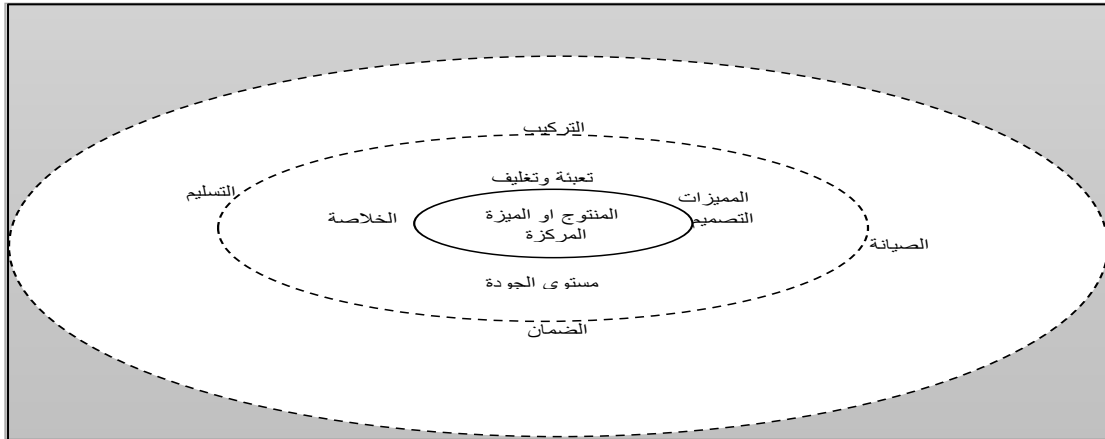 التركيب
تعبئة وتغليف
التسليم
المميزات
التصميم
الخلاصة
المنتوج او الميزة
المركزة
الصيانة
مستوى الجودة
الضمان